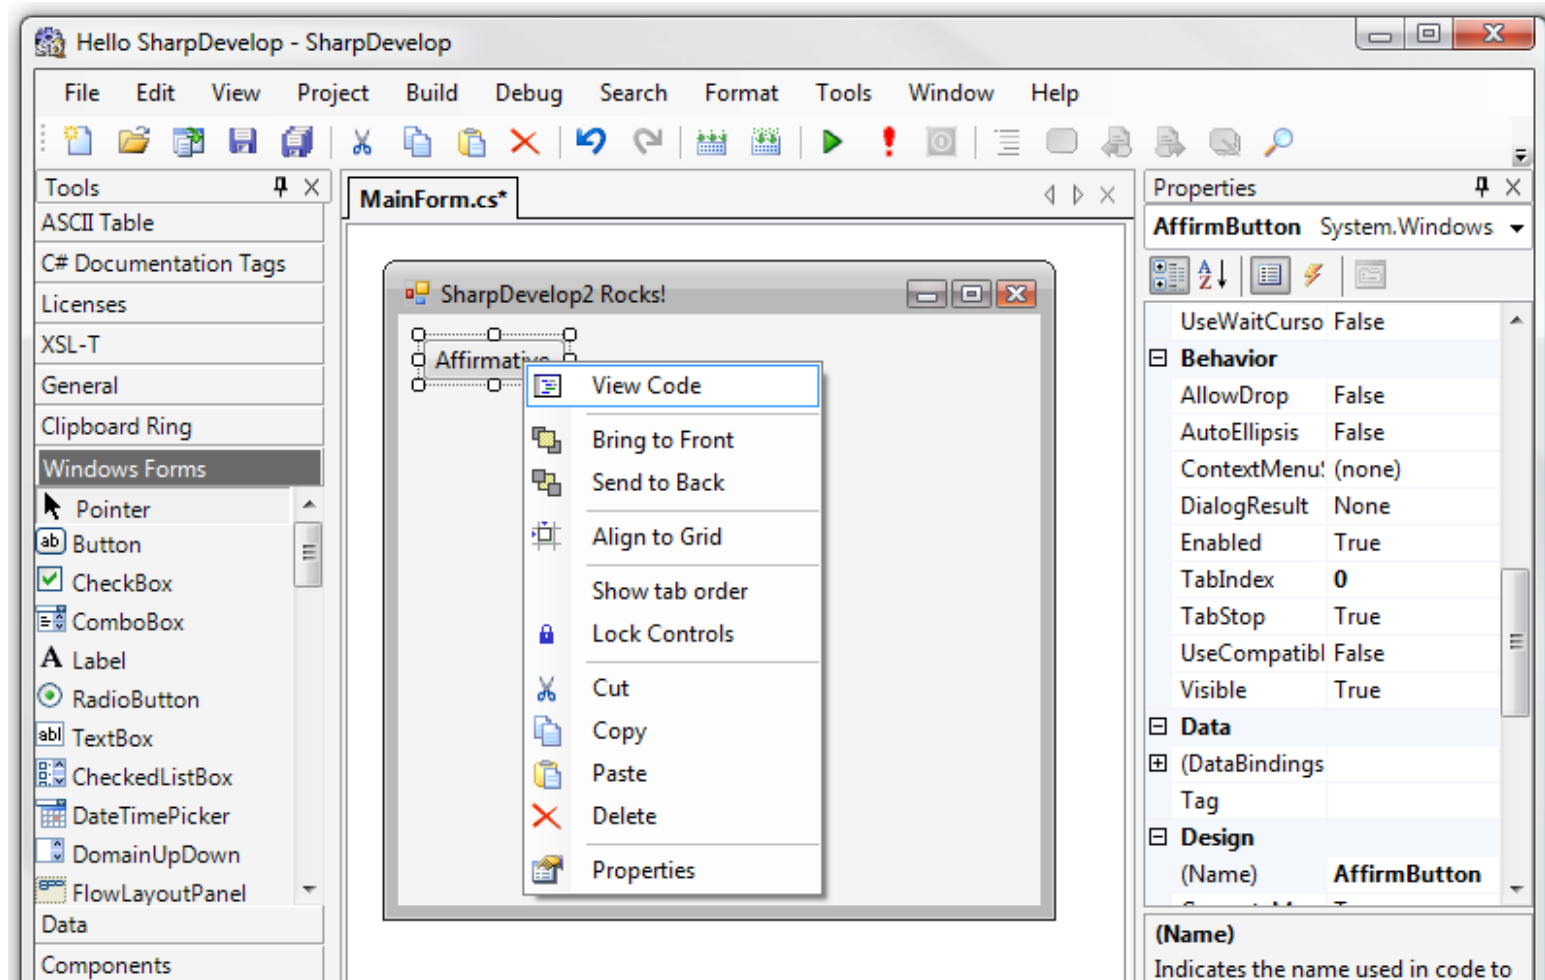 Hello SharpDevelop - SharpDevelop
File Edit View Project Build Debug Search Format Tools Window Help
Tools
ASCII Table
C# Documentation Tags
Licenses
XSL-T
General
Clipboard Ring
Windows Forms
Pointer
ab Button
CheckBox
ComboBox
A Label
RadioButton
abl TextBox
CheckedListBox
DateTimePicker
DomainUpDown
FlowLayoutPanel
Data
Components
MainForm.cs*
SharpDevelop2 Rocks!
Affirmative
View Code
Bring to Front
Send to Back
Align to Grid
Show tab order
Lock Controls
Cut
Copy
Paste
Delete
Properties
Properties
AffirmButton System.Windows
A Z
UseWaitCurso False
Behavior
AllowDrop False
AutoEllipsis False
ContextMenuS (none)
DialogResult None
Enabled True
TabIndex 0
TabStop True
UseCompatibl False
Visible True
Data
(DataBindings
Tag
Design
(Name) AffirmButton
(Name)
Indicates the name used in code to